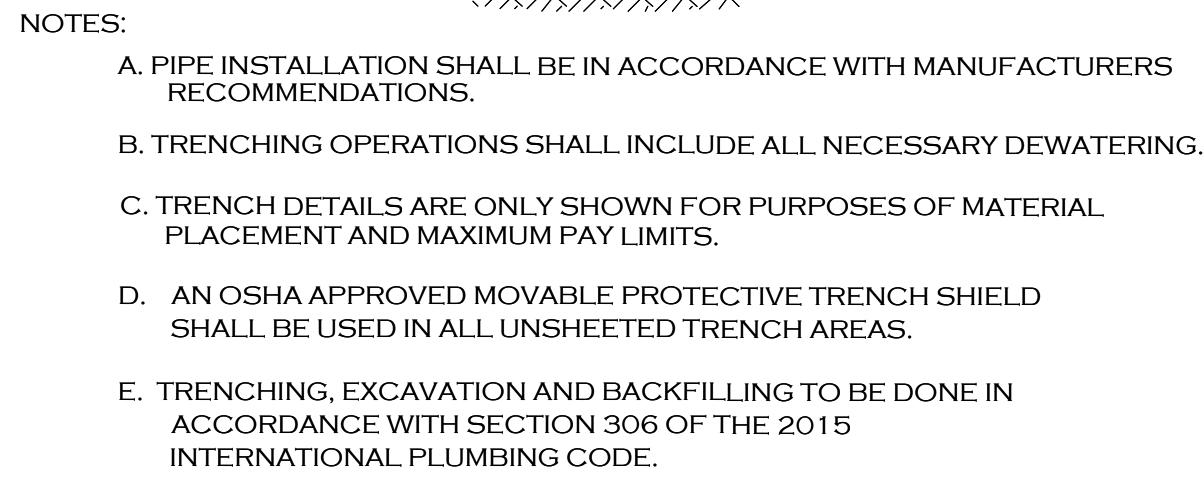 NOTES:
A. PIPE INSTALLATION SHALL BE IN ACCORDANCE WITH MANUFACTURERS
RECOMMENDATIONS.
B. TRENCHING OPERATIONS SHALL INCLUDE ALL NECESSARY DEWATERING.
C. TRENCH DETAILS ARE ONLY SHOWN FOR PURPOSES OF MATERIAL
PLACEMENT AND MAXIMUM PAY LIMITS.
D. AN OSHA APPROVED MOVABLE PROTECTIVE TRENCH SHIELD
SHALL BE USED IN ALL UNSHEETED TRENCH AREAS.
E. TRENCHING, EXCAVATION AND BACKFILLING TO BE DONE IN
ACCORDANCE WITH SECTION 306 OF THE 2015
INTERNATIONAL PLUMBING CODE.